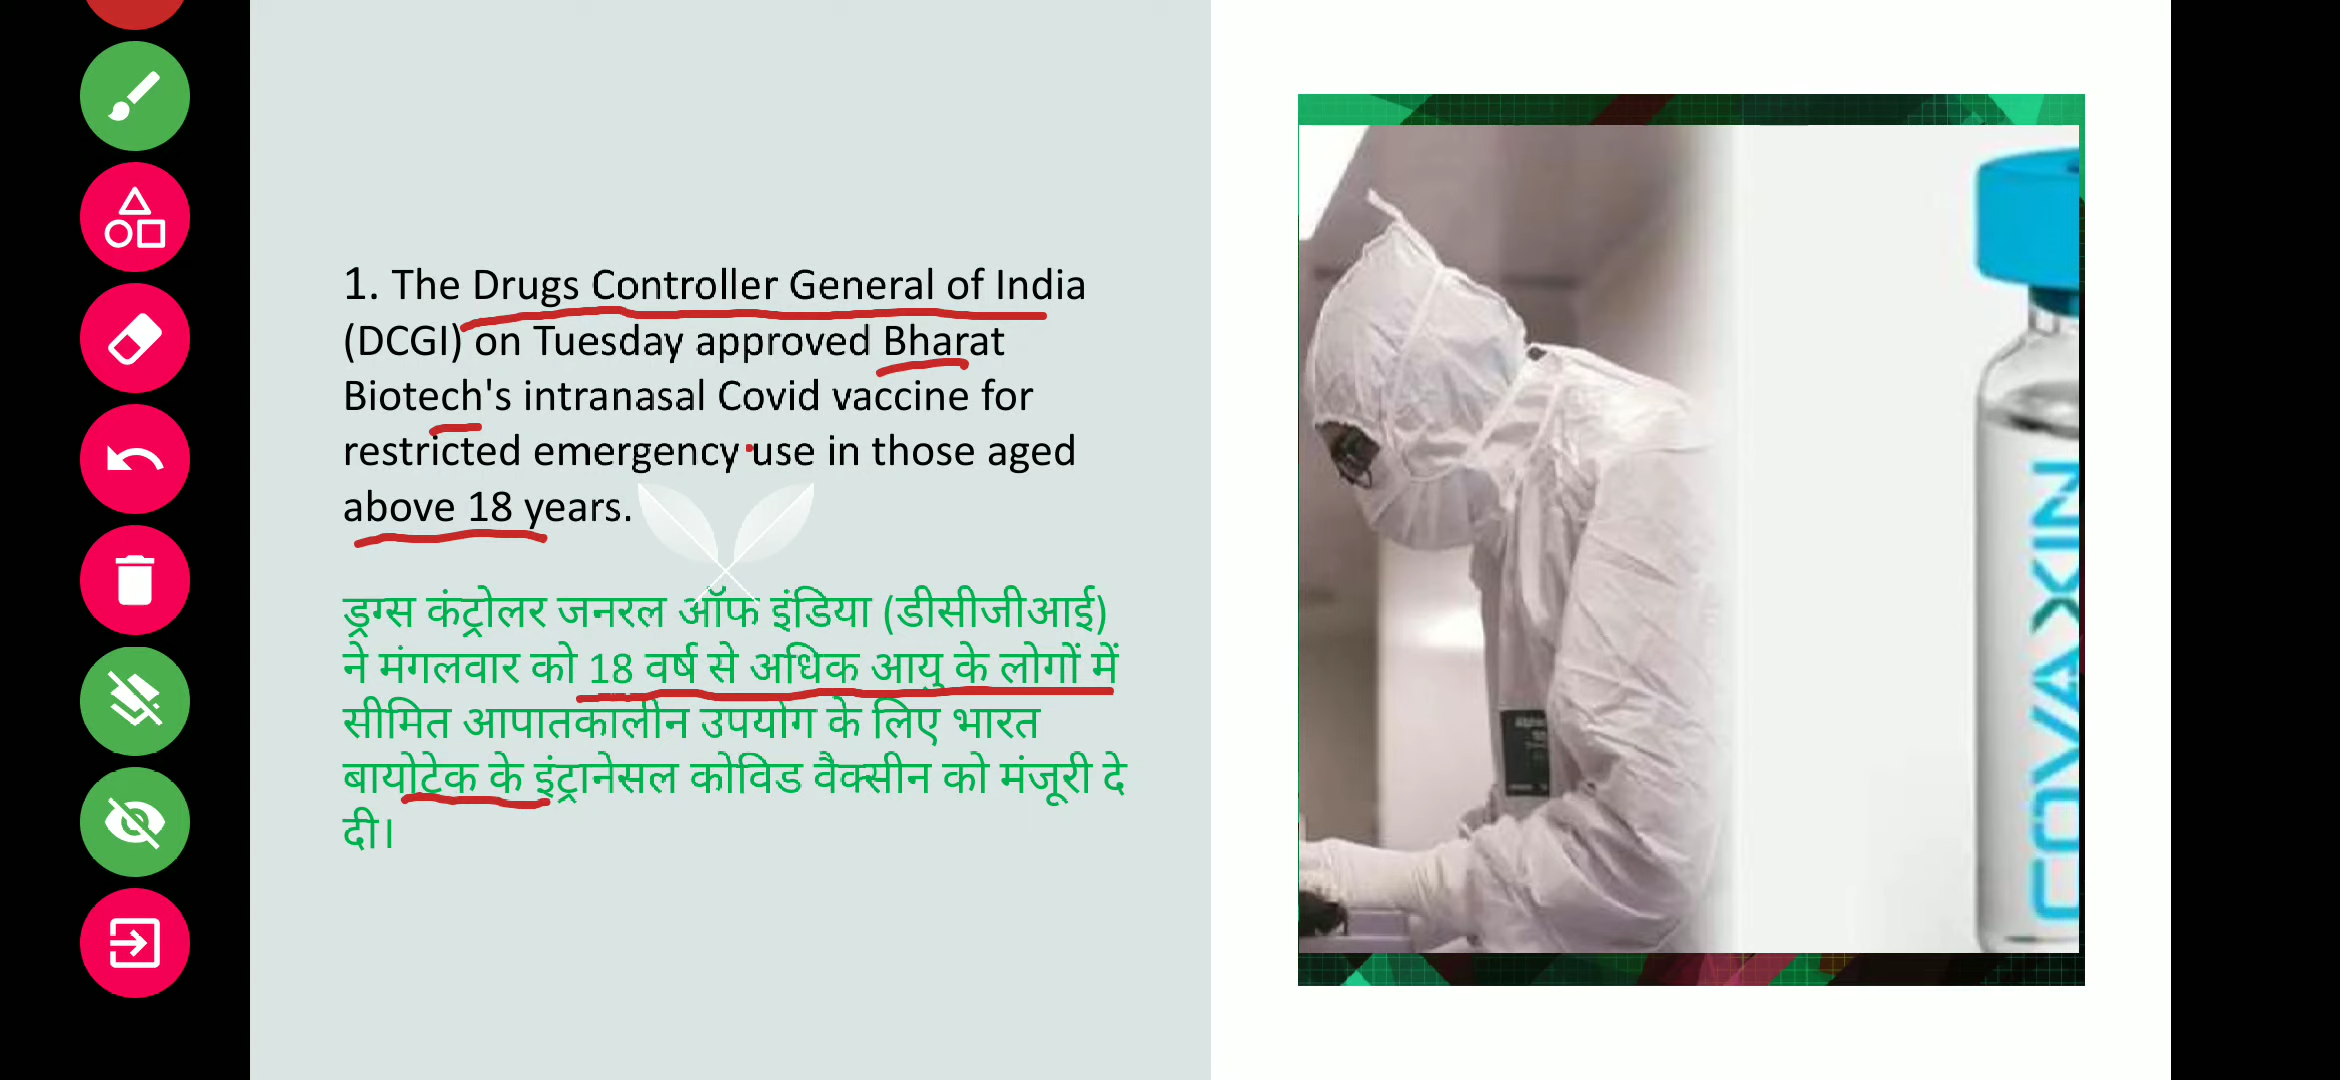 1. The Drugs Controller General of India
(DCGI) on Tuesday approved Bharat
Biotech's intranasal Covid vaccine for
restricted emergency use in those aged
above 18 years.
ड्रग्स कंट्रोलर जनरल ऑफ इंडिया (डीसीजीआई)
ने मंगलवार को 18 वर्ष से अधिक आयु के लोगों में
सीमित आपातकालीन उपयोग के लिए भारत
बायोटेक के इंट्रानेसल कोविड वैक्सीन को मंजूरी दे
दी।
COVAXIN